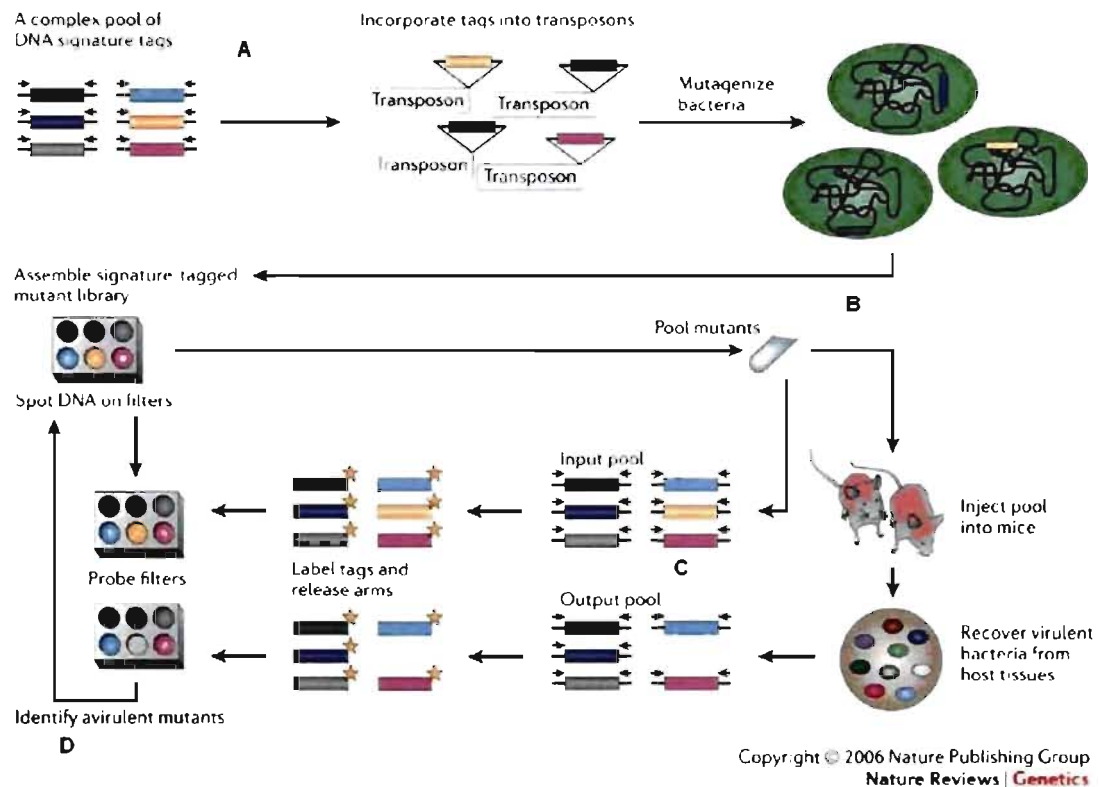 A complex pool of
DNA signature tags
A
Incorporate tags into transposons
Transposon
Transposon
Transposon
Transposon
Mutagenize
bacteria
Assemble signature-tagged
mutant library
B
Pool mutants
Spot DNA on filters
Input pool
Inject pool
into mice
Probe filters
Label tags and
release arms
C
Output pool
Recover virulent
bacteria from
host tissues
Identify avirulent mutants
D
Copyright © 2006 Nature Publishing Group
Nature Reviews | Genetics